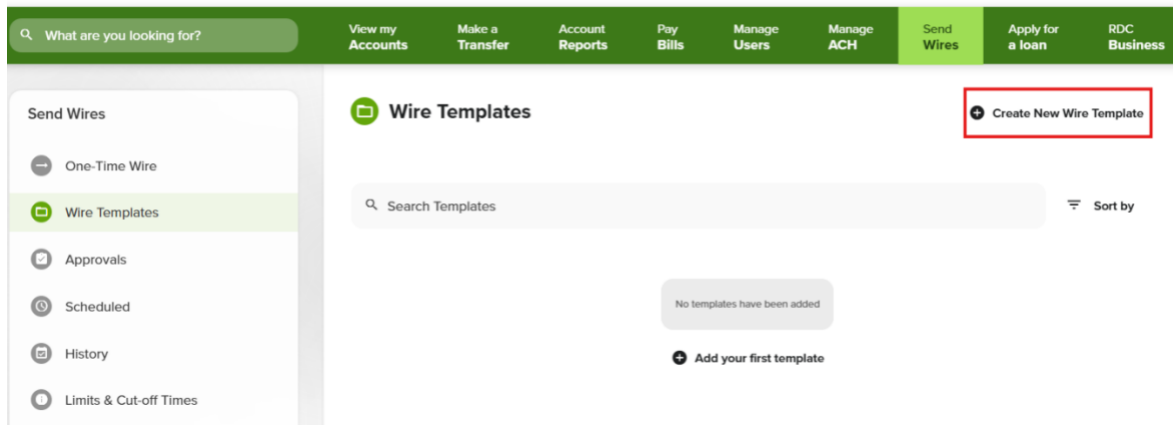 What are you looking for?
View my
Accounts
Make a
Transfer
Account
Reports
Pay
Bills
Manage
Users
Manage
ACH
Send
Wires
Apply for
a loan
RDC
Business
Send Wires
One-Time Wire
Wire Templates
Approvals
Scheduled
History
Limits & Cut-off Times
Wire Templates
Create New Wire Template
Search Templates
Sort by
No templates have been added
Add your first template